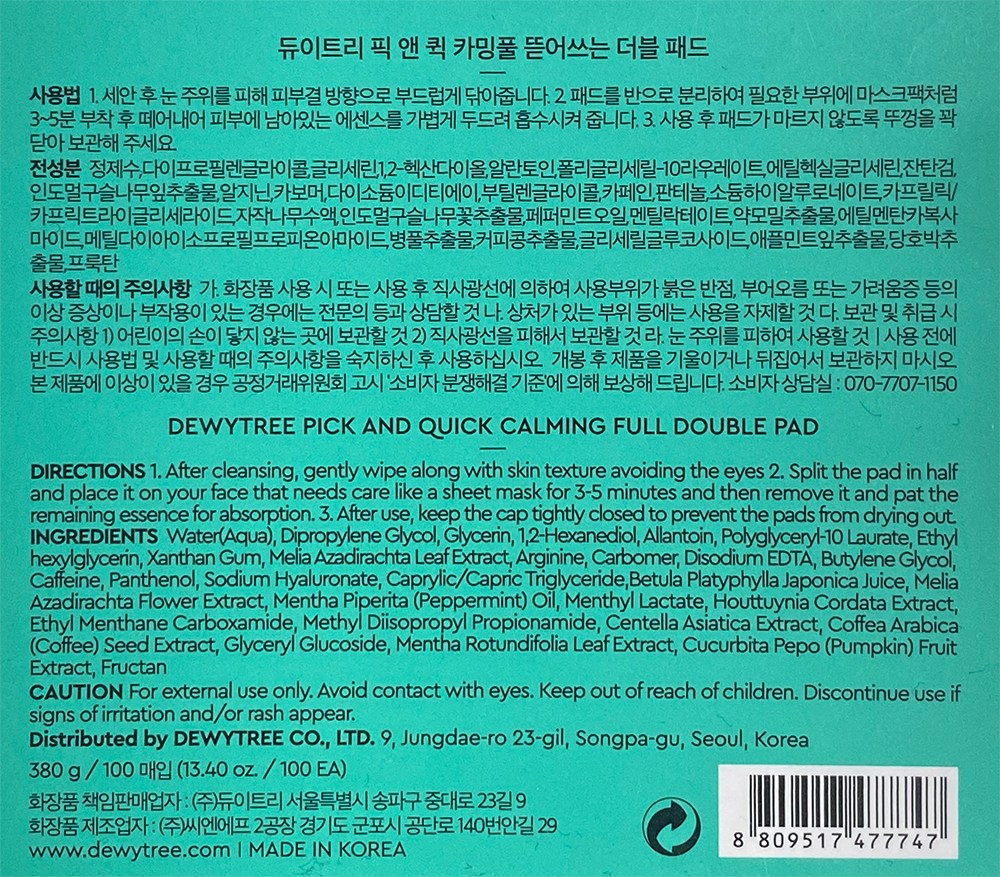 듀이트리 픽 앤 퀵 카밍풀 뜯어쓰는 더블 패드
사용법 1. 세안 후 눈 주위를 피해 피부결 방향으로 부드럽게 닦아줍니다. 2. 패드를 반으로 분리하여 필요한 부위에 마스크팩처럼
3~5분 부착 후 떼어내어 피부에 남아있는 에센스를 가볍게 두드려 흡수시켜 줍니다. 3. 사용 후 패드가 마르지 않도록 뚜껑을 꽉
닫아 보관해 주세요.
전성분 정제수,다이프로필렌글라이콜,글리세린,1,2-헥산다이올,알란토인,폴리글리세릴-10라우레이트,에틸헥실글리세린,잔탄검,
인도멀구슬나무잎추출물,알지닌,카보머,다이소듐이디티에이,부틸렌글라이콜,카페인,판테놀,소듐하이알루로네이트,카프릴릭/
카프릭트라이글리세라이드,자작나무수액,인도멀구슬나무꽃추출물,페퍼민트오일,멘틸락테이트,약모밀추출물,에틸멘탄카복사
마이드,메틸다이아이소프로필프로피온아마이드,병풀추출물,커피콩추출물,글리세릴글루코사이드,애플민트잎추출물,당호박추
출물,프룩탄
사용할 때의 주의사항 가. 화장품 사용 시 또는 사용 후 직사광선에 의하여 사용부위가 붉은 반점, 부어오름 또는 가려움증 등의
이상 증상이나 부작용이 있는 경우에는 전문의 등과 상담할 것 나. 상처가 있는 부위 등에는 사용을 자제할 것 다. 보관 및 취급 시
주의사항 1) 어린이의 손이 닿지 않는 곳에 보관할 것 2) 직사광선을 피해서 보관할 것 라. 눈 주위를 피하여 사용할 것 | 사용 전에
반드시 사용법 및 사용할 때의 주의사항을 숙지하신 후 사용하십시오. 개봉 후 제품을 기울이거나 뒤집어서 보관하지 마시오.
본 제품에 이상이 있을 경우 공정거래위원회 고시 '소비자 분쟁해결 기준'에 의해 보상해 드립니다. 소비자 상담실 : 070-7707-1150
DEWYTREE PICK AND QUICK CALMING FULL DOUBLE PAD
DIRECTIONS 1. After cleansing, gently wipe along with skin texture avoiding the eyes 2. Split the pad in half
and place it on your face that needs care like a sheet mask for 3-5 minutes and then remove it and pat the
remaining essence for absorption. 3. After use, keep the cap tightly closed to prevent the pads from drying out.
INGREDIENTS Water(Aqua), Dipropylene Glycol, Glycerin, 1,2-Hexanediol, Allantoin, Polyglyceryl-10 Laurate, Ethyl
hexylglycerin, Xanthan Gum, Melia Azadirachta Leaf Extract, Arginine, Carbomer, Disodium EDTA, Butylene Glycol,
Caffeine, Panthenol, Sodium Hyaluronate, Caprylic/Capric Triglyceride,Betula Platyphylla Japonica Juice, Melia
Azadirachta Flower Extract, Mentha Piperita (Peppermint) Oil, Menthyl Lactate, Houttuynia Cordata Extract,
Ethyl Menthane Carboxamide, Methyl Diisopropyl Propionamide, Centella Asiatica Extract, Coffea Arabica
(Coffee) Seed Extract, Glyceryl Glucoside, Mentha Rotundifolia Leaf Extract, Cucurbita Pepo (Pumpkin) Fruit
Extract, Fructan
CAUTION For external use only. Avoid contact with eyes. Keep out of reach of children. Discontinue use if
signs of irritation and/or rash appear.
Distributed by DEWYTREE CO., LTD. 9, Jungdae-ro 23-gil, Songpa-gu, Seoul, Korea
380 g / 100 매입 (13.40 oz. / 100 EA)
화장품 책임판매업자 : (주)듀이트리 서울특별시 송파구 중대로 23길 9
화장품 제조업자 : (주)씨엔에프 2공장 경기도 군포시 공단로 140번안길 29
www.dewytree.com | MADE IN KOREA
8 809517 477747